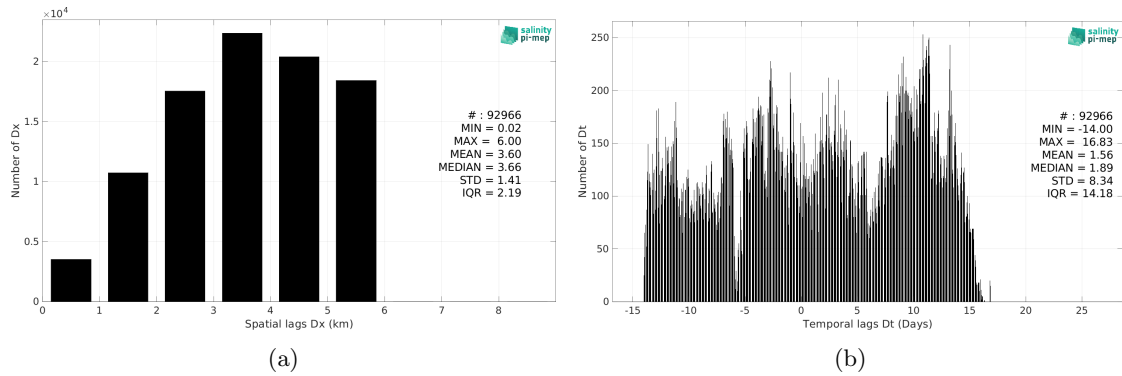 ×10⁴
salinity
pi-mep
Number of Dx
2
1.5
1
0.5
0
# : 92966
MIN = 0.02
MAX = 6.00
MEAN = 3.60
MEDIAN = 3.66
STD = 1.41
IQR = 2.19
0 1 2 3 4 5 6 7 8
Spatial lags Dx (km)
(a)
salinity
pi-mep
Number of Dt
250
200
150
100
50
0
# : 92966
MIN = -14.00
MAX = 16.83
MEAN = 1.56
MEDIAN = 1.89
STD = 8.34
IQR = 14.18
-15 -10 -5 0 5 10 15 20 25
Temporal lags Dt (Days)
(b)